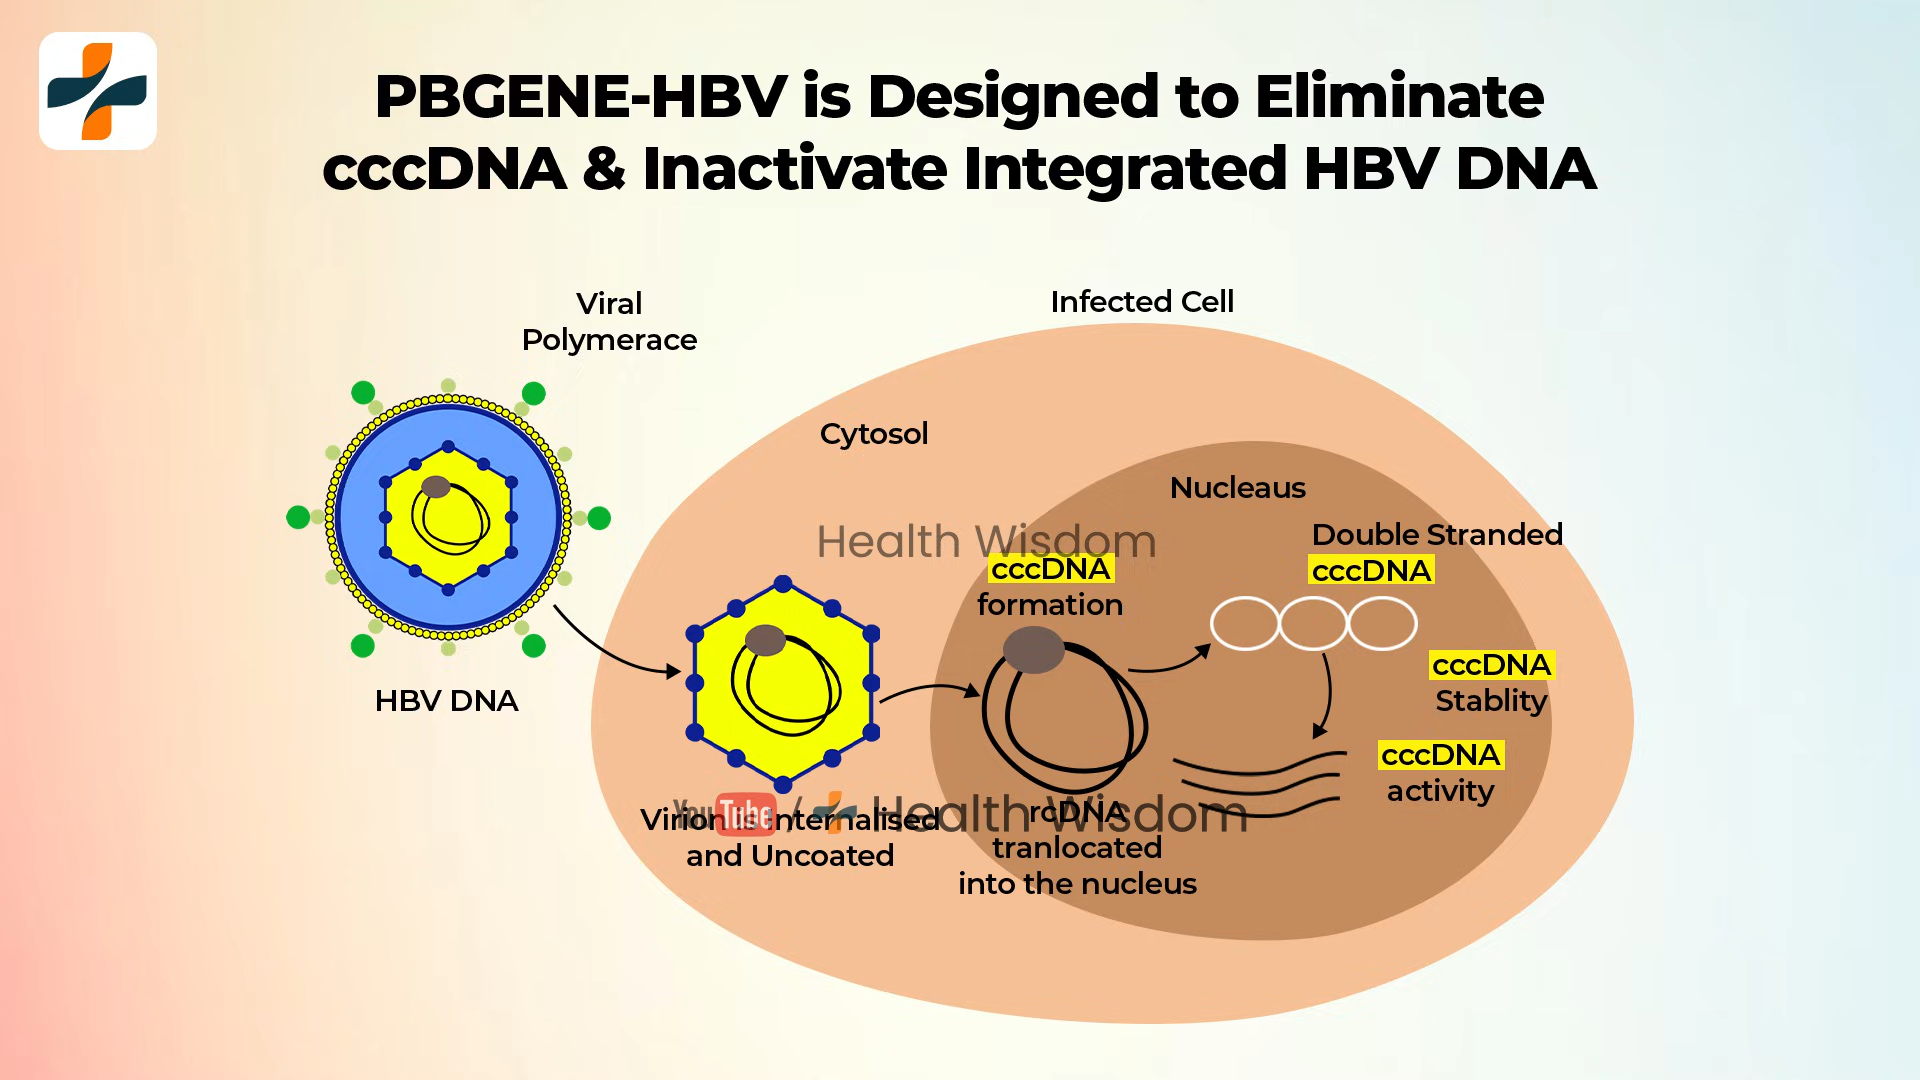 PBGENE-HBV is Designed to Eliminate
cccDNA & Inactivate Integrated HBV DNA
Viral
Polymerace
Infected Cell
Cytosol
Nucleaus
Double Stranded
cccDNA
Health Wisdom
cccDNA
formation
cccDNA
Stablity
HBV DNA
cccDNA
activity
Virion is internalised
and Uncoated
YouTube / Health Wisdom
rcDNA
tranlocated
into the nucleus